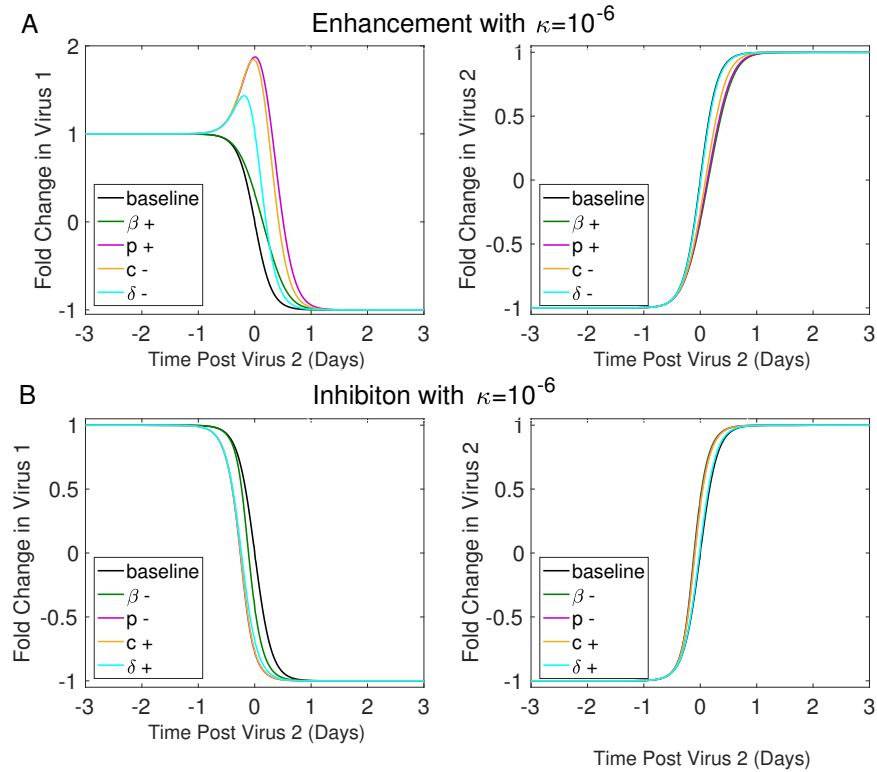 A
Enhancement with κ=10⁻⁶
Fold Change in Virus 1
2
1
0
-1
baseline
β +
p +
c -
δ -
-3 -2 -1 0 1 2 3
Time Post Virus 2 (Days)
Fold Change in Virus 2
1
0.5
0
-0.5
-1
baseline
β +
p +
c -
δ -
-3 -2 -1 0 1 2 3
Time Post Virus 2 (Days)
B
Inhibiton with κ=10⁻⁶
Fold Change in Virus 1
1
0.5
0
-0.5
-1
baseline
β -
p -
c +
δ +
-3 -2 -1 0 1 2 3
Time Post Virus 2 (Days)
Fold Change in Virus 2
1
0.5
0
-0.5
-1
baseline
β -
p -
c +
δ +
-3 -2 -1 0 1 2 3
Time Post Virus 2 (Days)